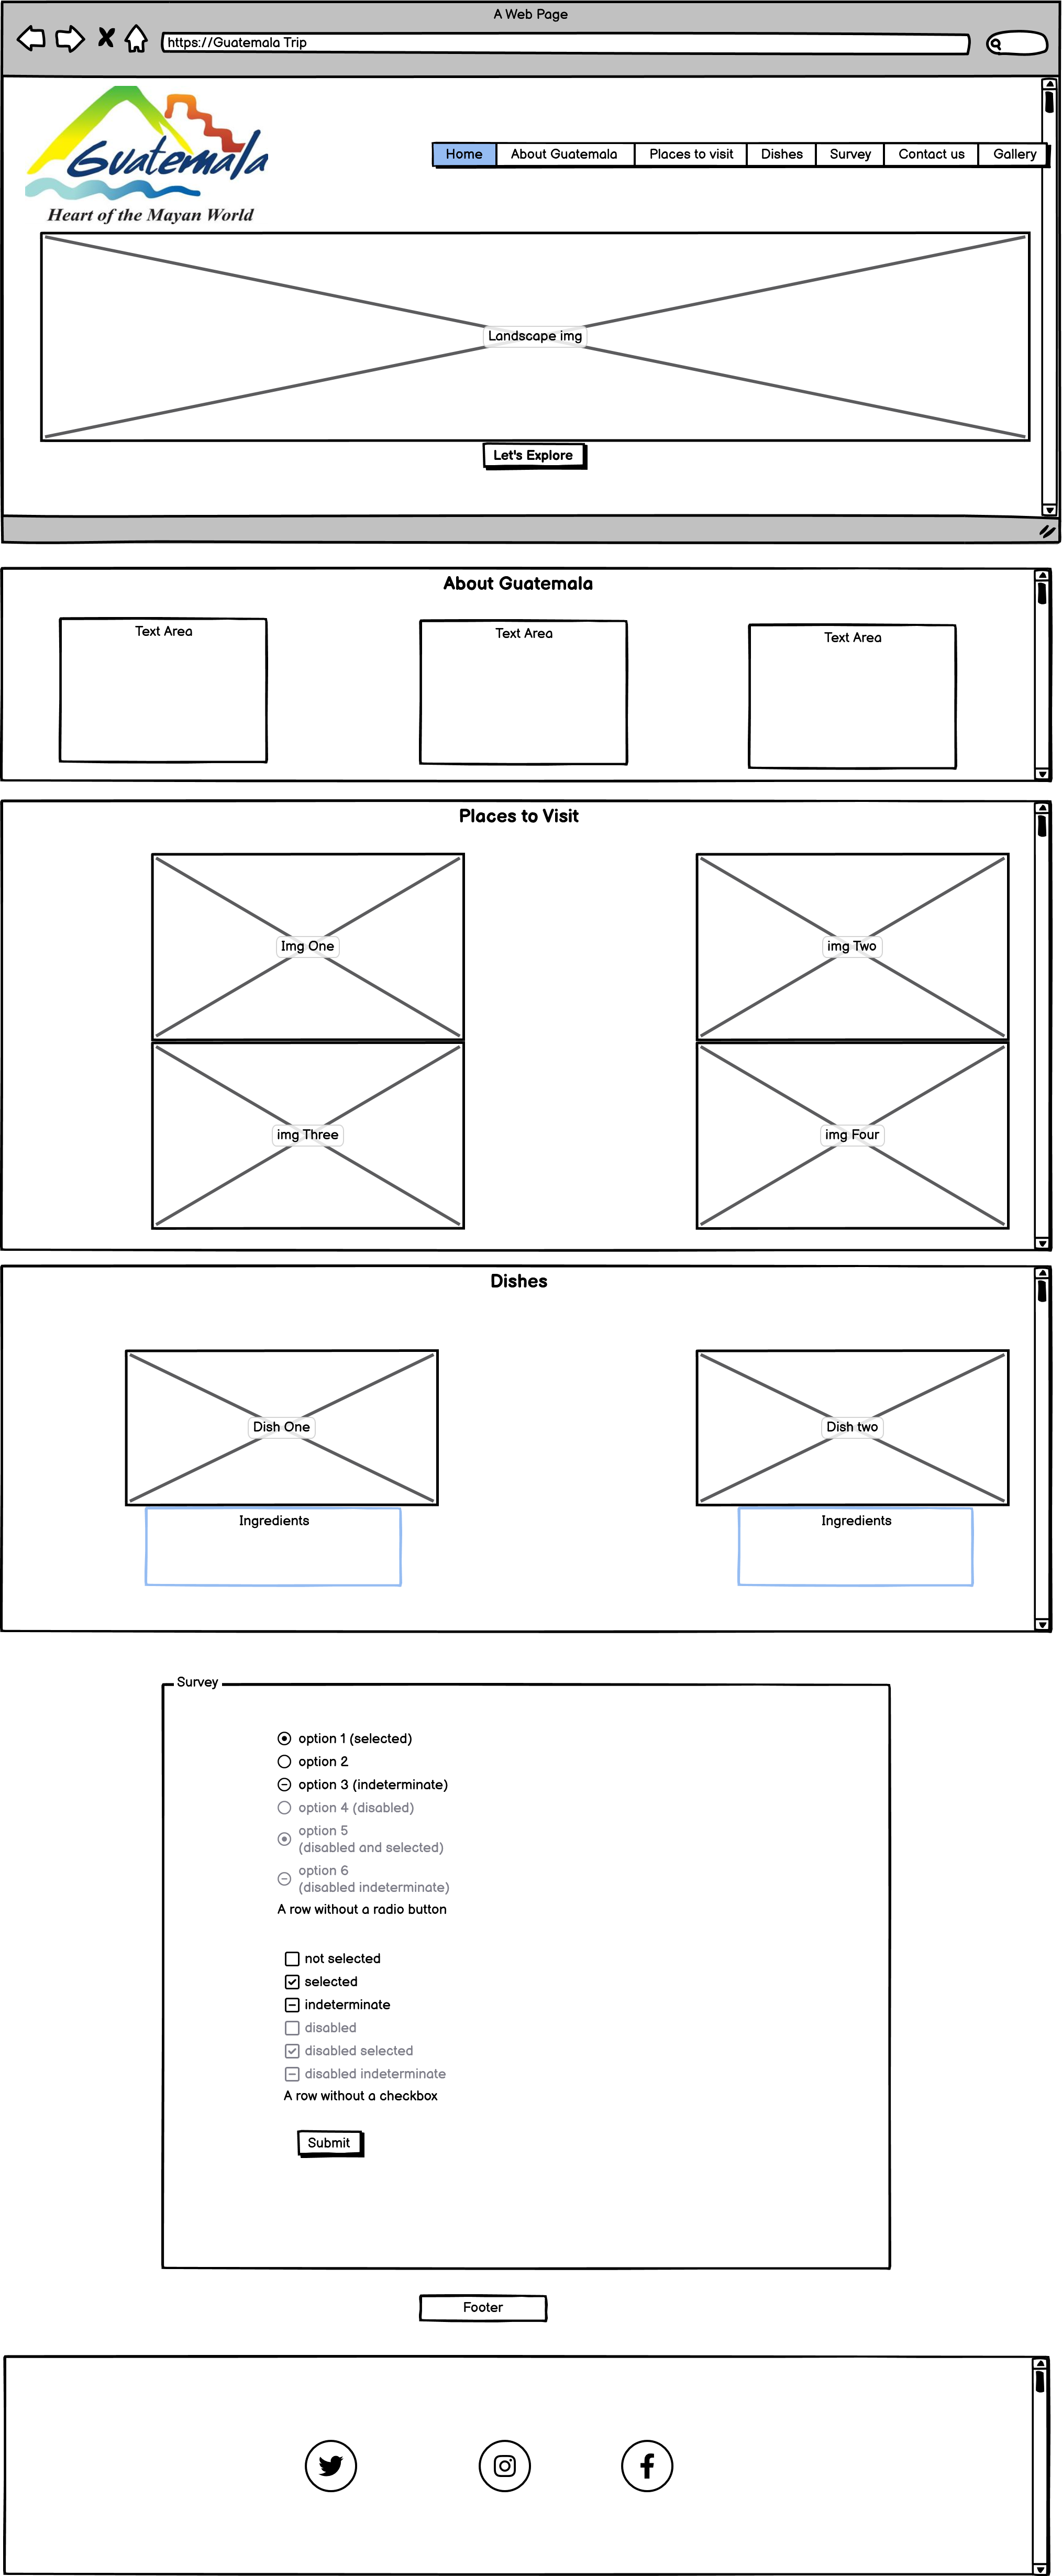 A Web Page
https://Guatemala Trip
Guatemala
Heart of the Mayan World
Home About Guatemala Places to visit Dishes Survey Contact us Gallery
Landscape img
Let's Explore
About Guatemala
Text Area Text Area Text Area
Places to Visit
Img One img Two
img Three img Four
Dishes
Dish One Dish two
Ingredients Ingredients
Survey
option 1 (selected)
option 2
option 3 (indeterminate)
option 4 (disabled)
option 5
(disabled and selected)
option 6
(disabled indeterminate)
A row without a radio button
not selected
selected
indeterminate
disabled
disabled selected
disabled indeterminate
A row without a checkbox
Submit
Footer